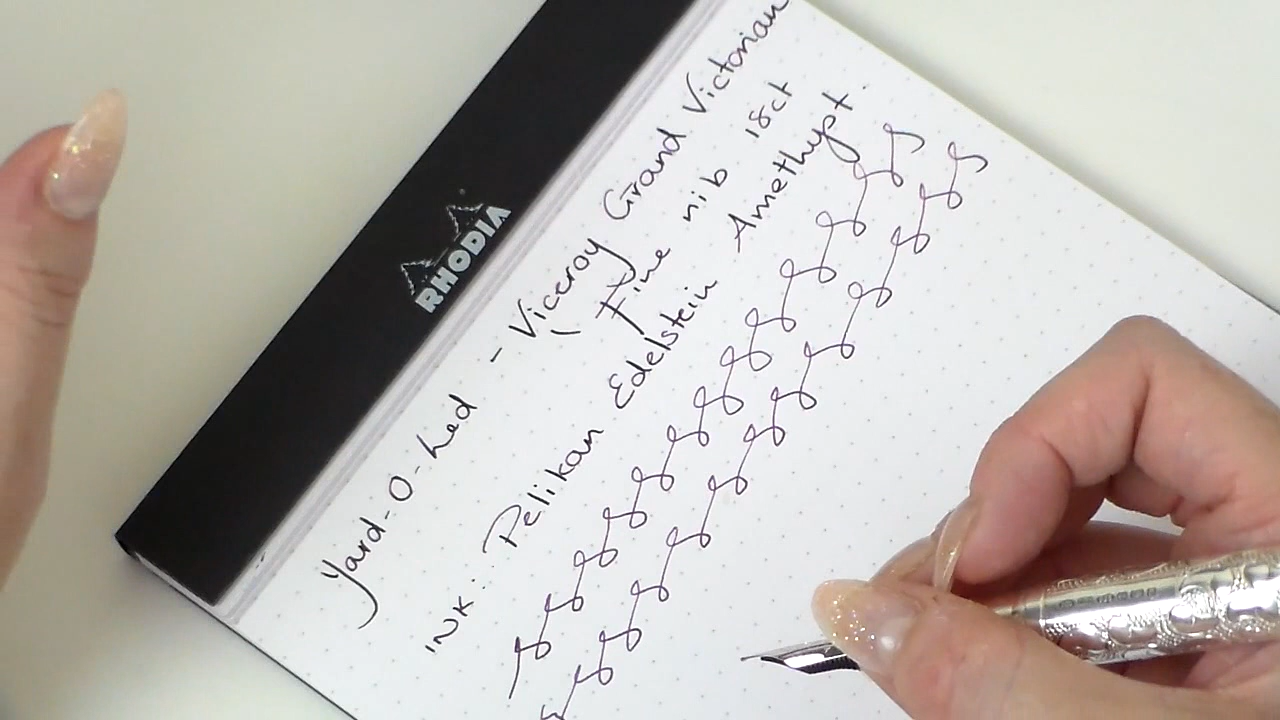 RHODIA
Yard-O-Led - Viceroy Grand Victorian
( Fine nib 18ct
INK: Pelikan Edelstein Amethyst.